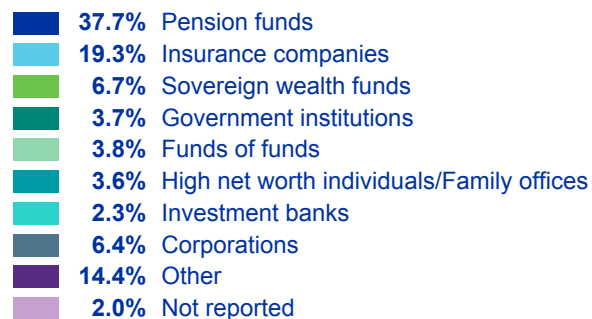 37.7% Pension funds
19.3% Insurance companies
6.7% Sovereign wealth funds
3.7% Government institutions
3.8% Funds of funds
3.6% High net worth individuals/Family offices
2.3% Investment banks
6.4% Corporations
14.4% Other
2.0% Not reported